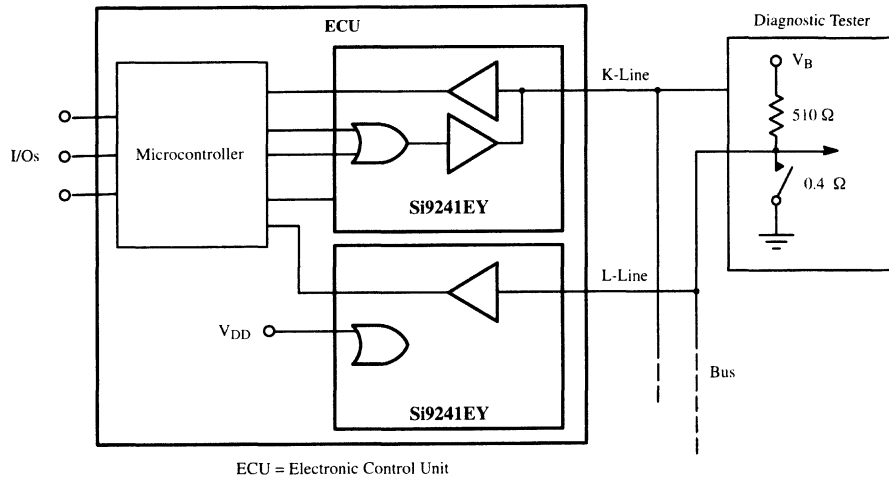 Diagnostic Tester
ECU
V_B
K-Line
510 Ω
I/Os
Microcontroller
0.4 Ω
Si9241EY
L-Line
V_DD
Bus
Si9241EY
ECU = Electronic Control Unit